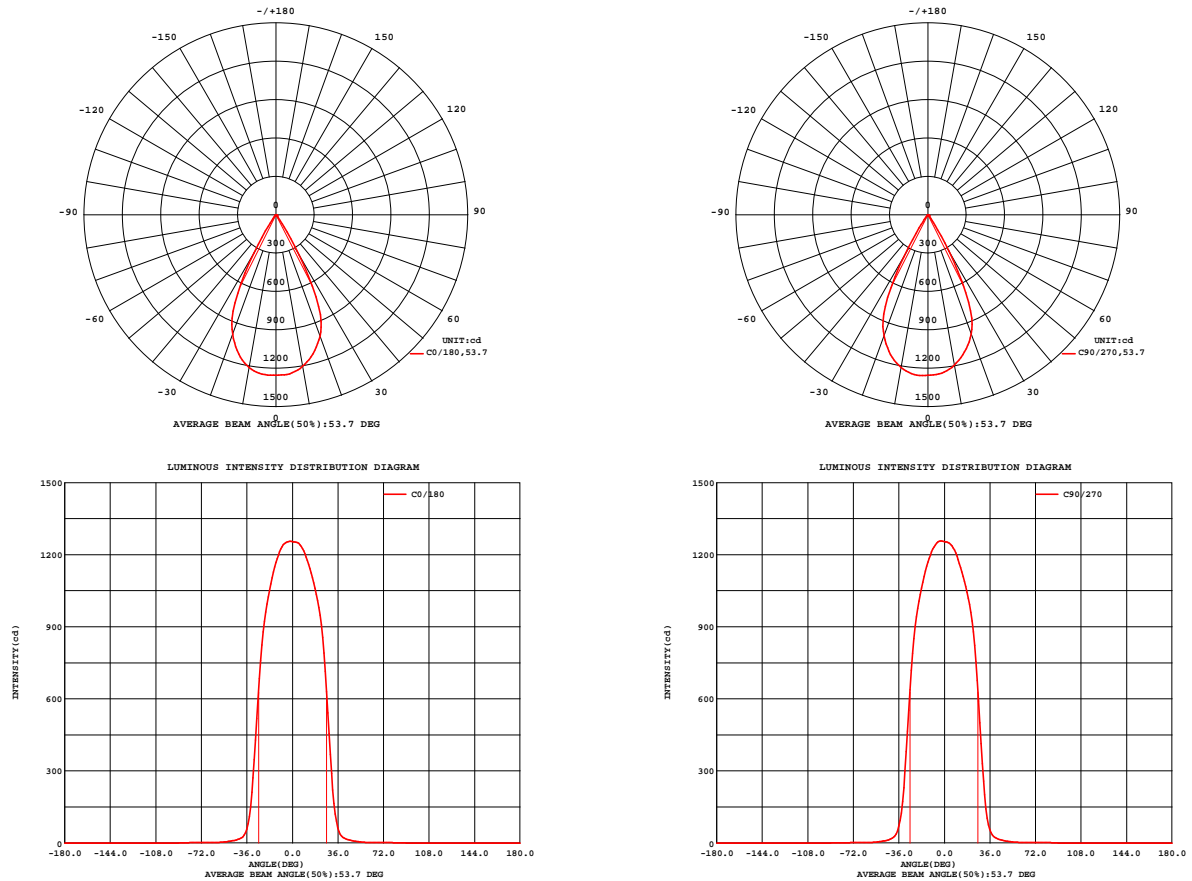 -/+180
-150
150
-120
120
-90
90
-60
60
-30
30
0
0
300
600
900
1200
1500
UNIT:cd
C0/180,53.7
AVERAGE BEAM ANGLE(50%):53.7 DEG
-/+180
-150
150
-120
120
-90
90
-60
60
-30
30
0
0
300
600
900
1200
1500
UNIT:cd
C90/270,53.7
AVERAGE BEAM ANGLE(50%):53.7 DEG
LUMINOUS INTENSITY DISTRIBUTION DIAGRAM
C0/180
INTENSITY(cd)
1500
1200
900
600
300
0
-180.0 -144.0 -108.0 -72.0 -36.0 0.0 36.0 72.0 108.0 144.0 180.0
ANGLE(DEG)
AVERAGE BEAM ANGLE(50%):53.7 DEG
LUMINOUS INTENSITY DISTRIBUTION DIAGRAM
C90/270
INTENSITY(cd)
1500
1200
900
600
300
0
-180.0 -144.0 -108.0 -72.0 -36.0 0.0 36.0 72.0 108.0 144.0 180.0
ANGLE(DEG)
AVERAGE BEAM ANGLE(50%):53.7 DEG